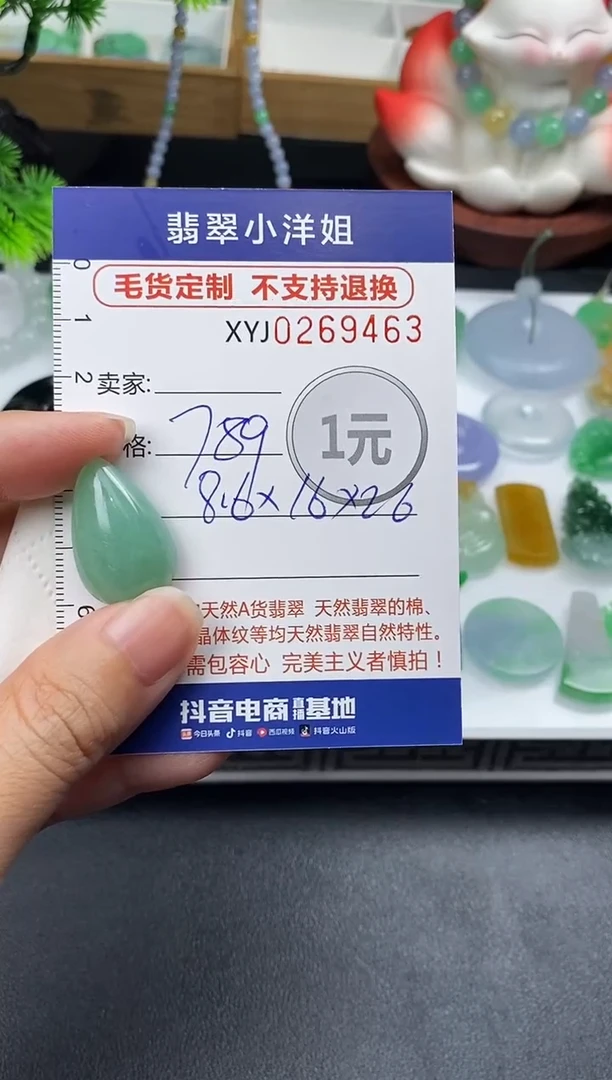 翡翠小洋姐
毛货定制 不支持退换
XYJ0269463
0
1
2
卖家:
1元
格: 789
8.6x16x26
天然A货翡翠 天然翡翠的棉、
晶体纹等均天然翡翠自然特性。
需包容心 完美主义者慎拍！
6
抖音电商直播基地
今日头条 抖音 西瓜视频 抖音火山版